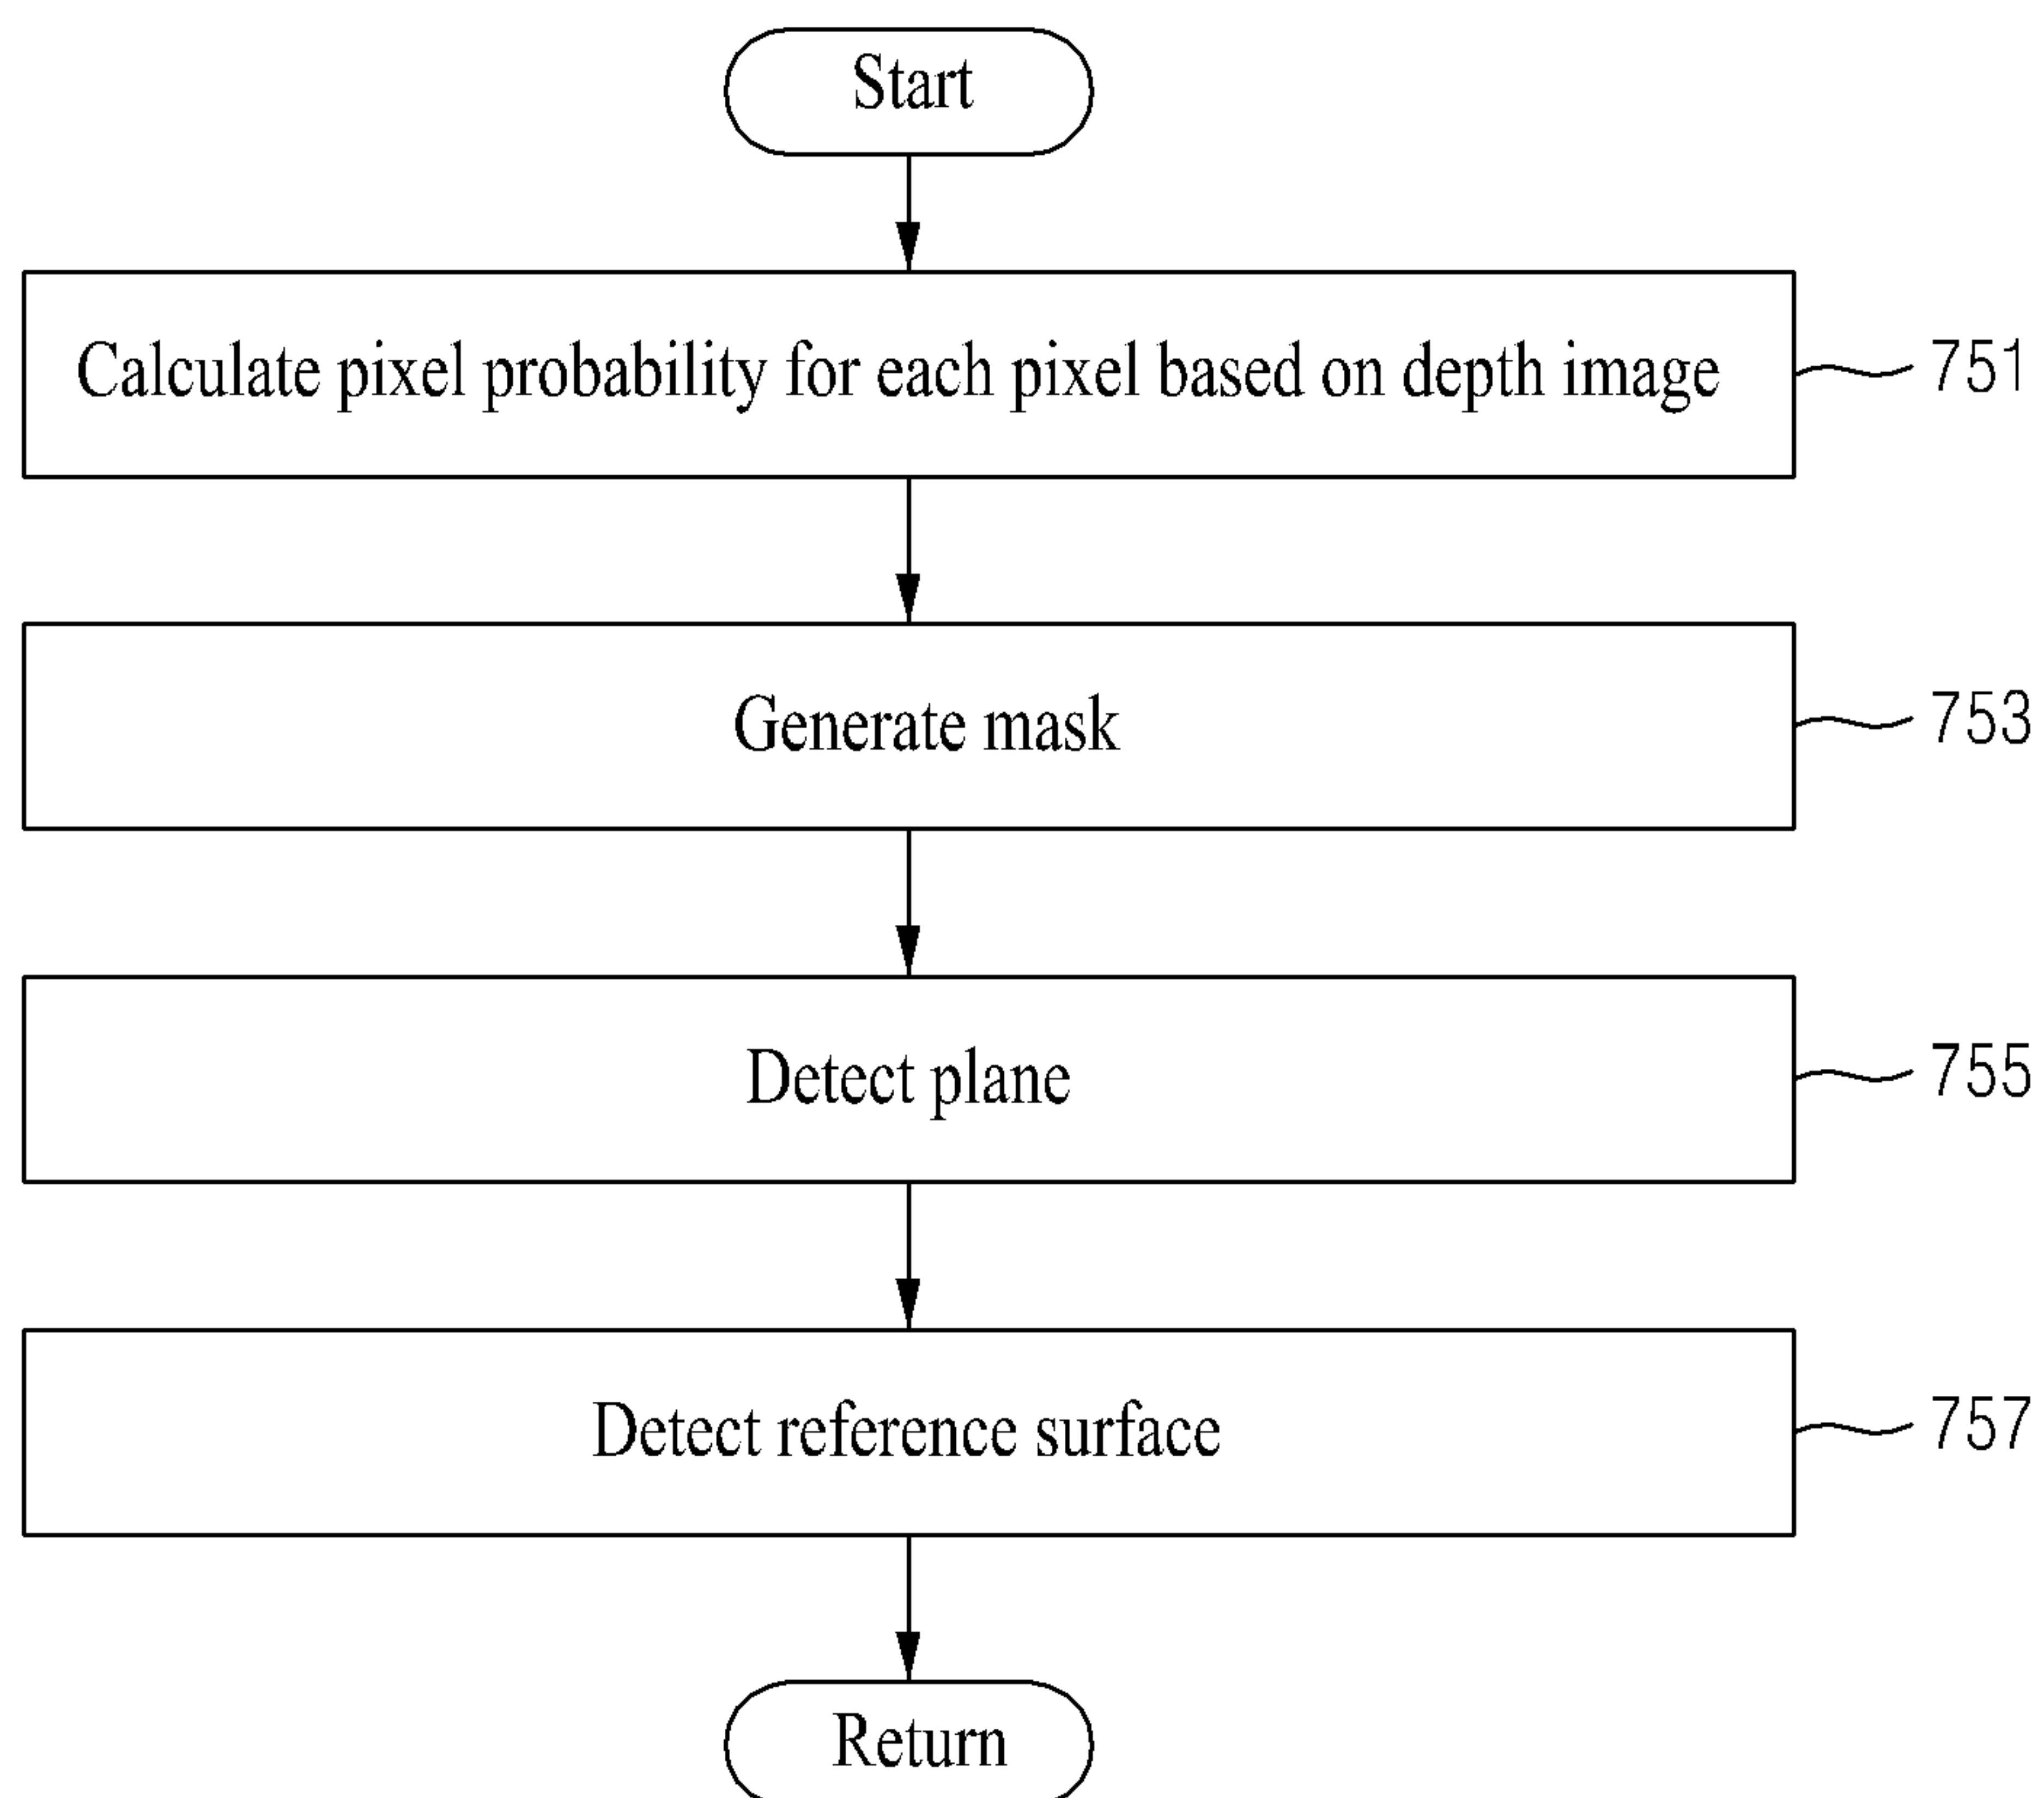 Start
Calculate pixel probability for each pixel based on depth image
751
Generate mask
753
Detect plane
755
Detect reference surface
757
Return